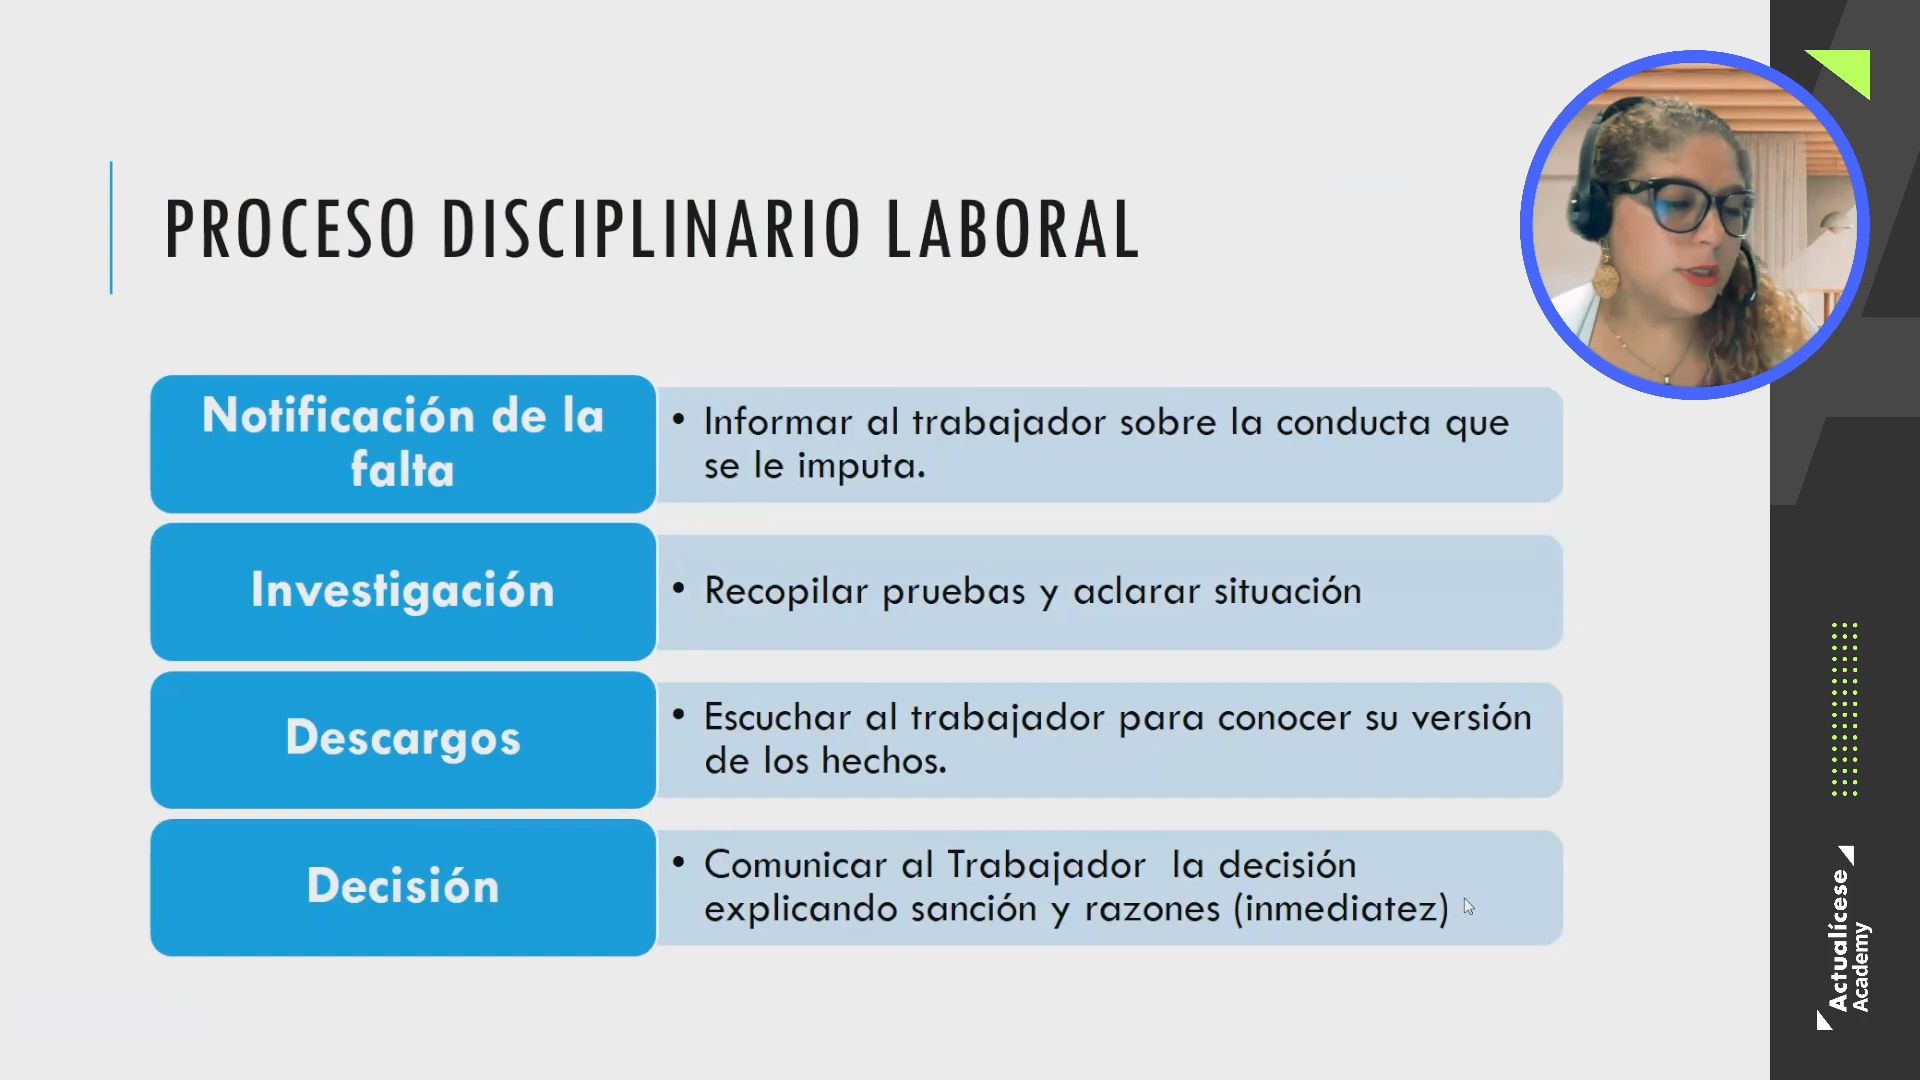 PROCESO DISCIPLINARIO LABORAL
Notificación de la
falta
• Informar al trabajador sobre la conducta que
se le imputa.
Investigación
• Recopilar pruebas y aclarar situación
Descargos
• Escuchar al trabajador para conocer su versión
de los hechos.
Decisión
• Comunicar al Trabajador  la decisión
explicando sanción y razones (inmediatez)
Actualícese
Academy